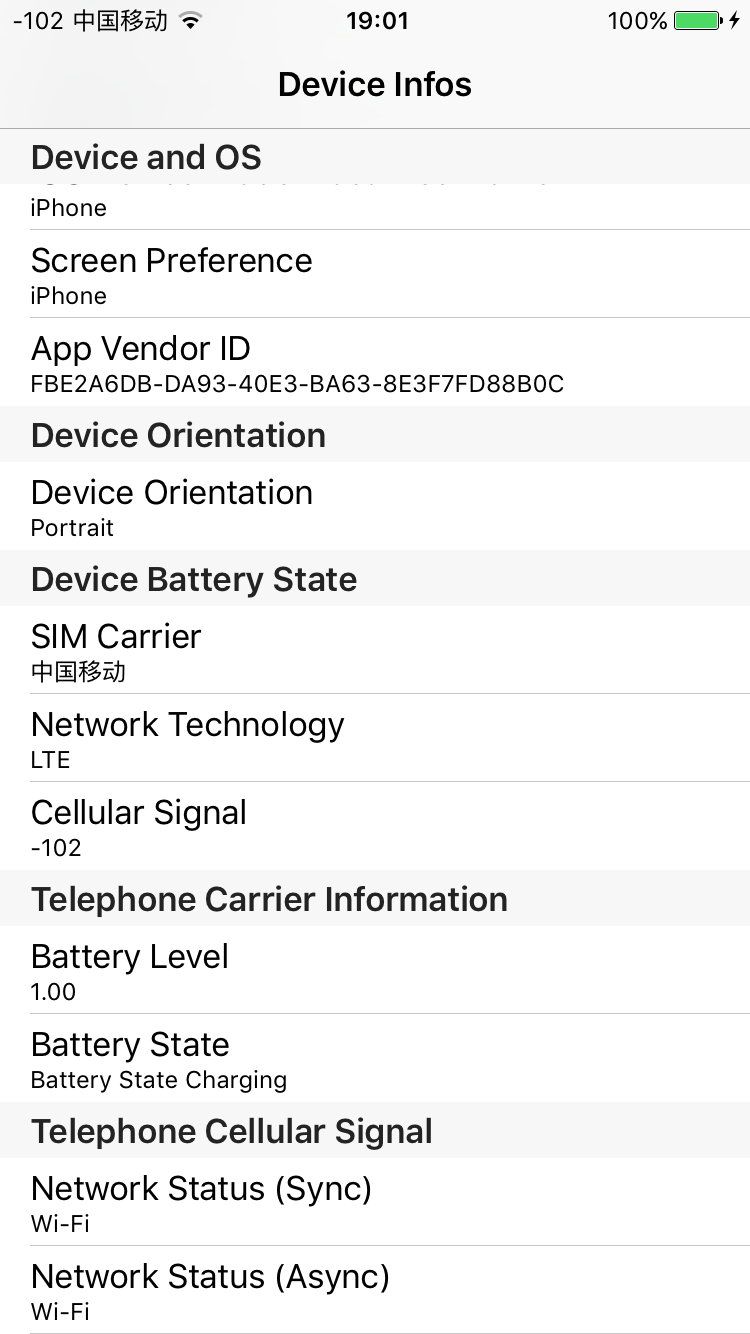 -102 中国移动 19:01 100%
Device Infos
Device and OS
iPhone
Screen Preference
iPhone
App Vendor ID
FBE2A6DB-DA93-40E3-BA63-8E3F7FD88B0C
Device Orientation
Device Orientation
Portrait
Device Battery State
SIM Carrier
中国移动
Network Technology
LTE
Cellular Signal
-102
Telephone Carrier Information
Battery Level
1.00
Battery State
Battery State Charging
Telephone Cellular Signal
Network Status (Sync)
Wi-Fi
Network Status (Async)
Wi-Fi